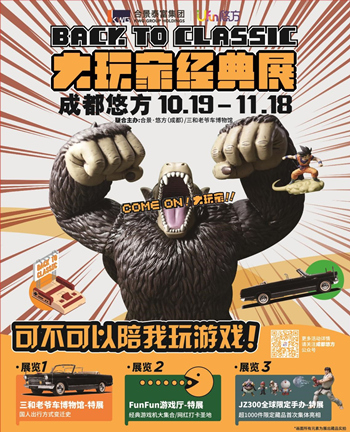 KWG
合景泰富集团
KWG GROUP HOLDINGS
悠方
BACK TO CLASSIC
大玩家经典展
成都悠方 10.19-11.18
联合主办:合景·悠方(成都)/三和老爷车博物馆
COME ON!大玩家!!
BACK TO CLASSIC
可不可以陪我玩游戏!
·展览1
三和老爷车博物馆-特展
国人出行方式变迁史
·展览2
FunFun游戏厅-特展
经典游戏机大集合/网红打卡圣地
·展览3
JZ300全球限定手办-特展
超1000件限定藏品首次集体亮相